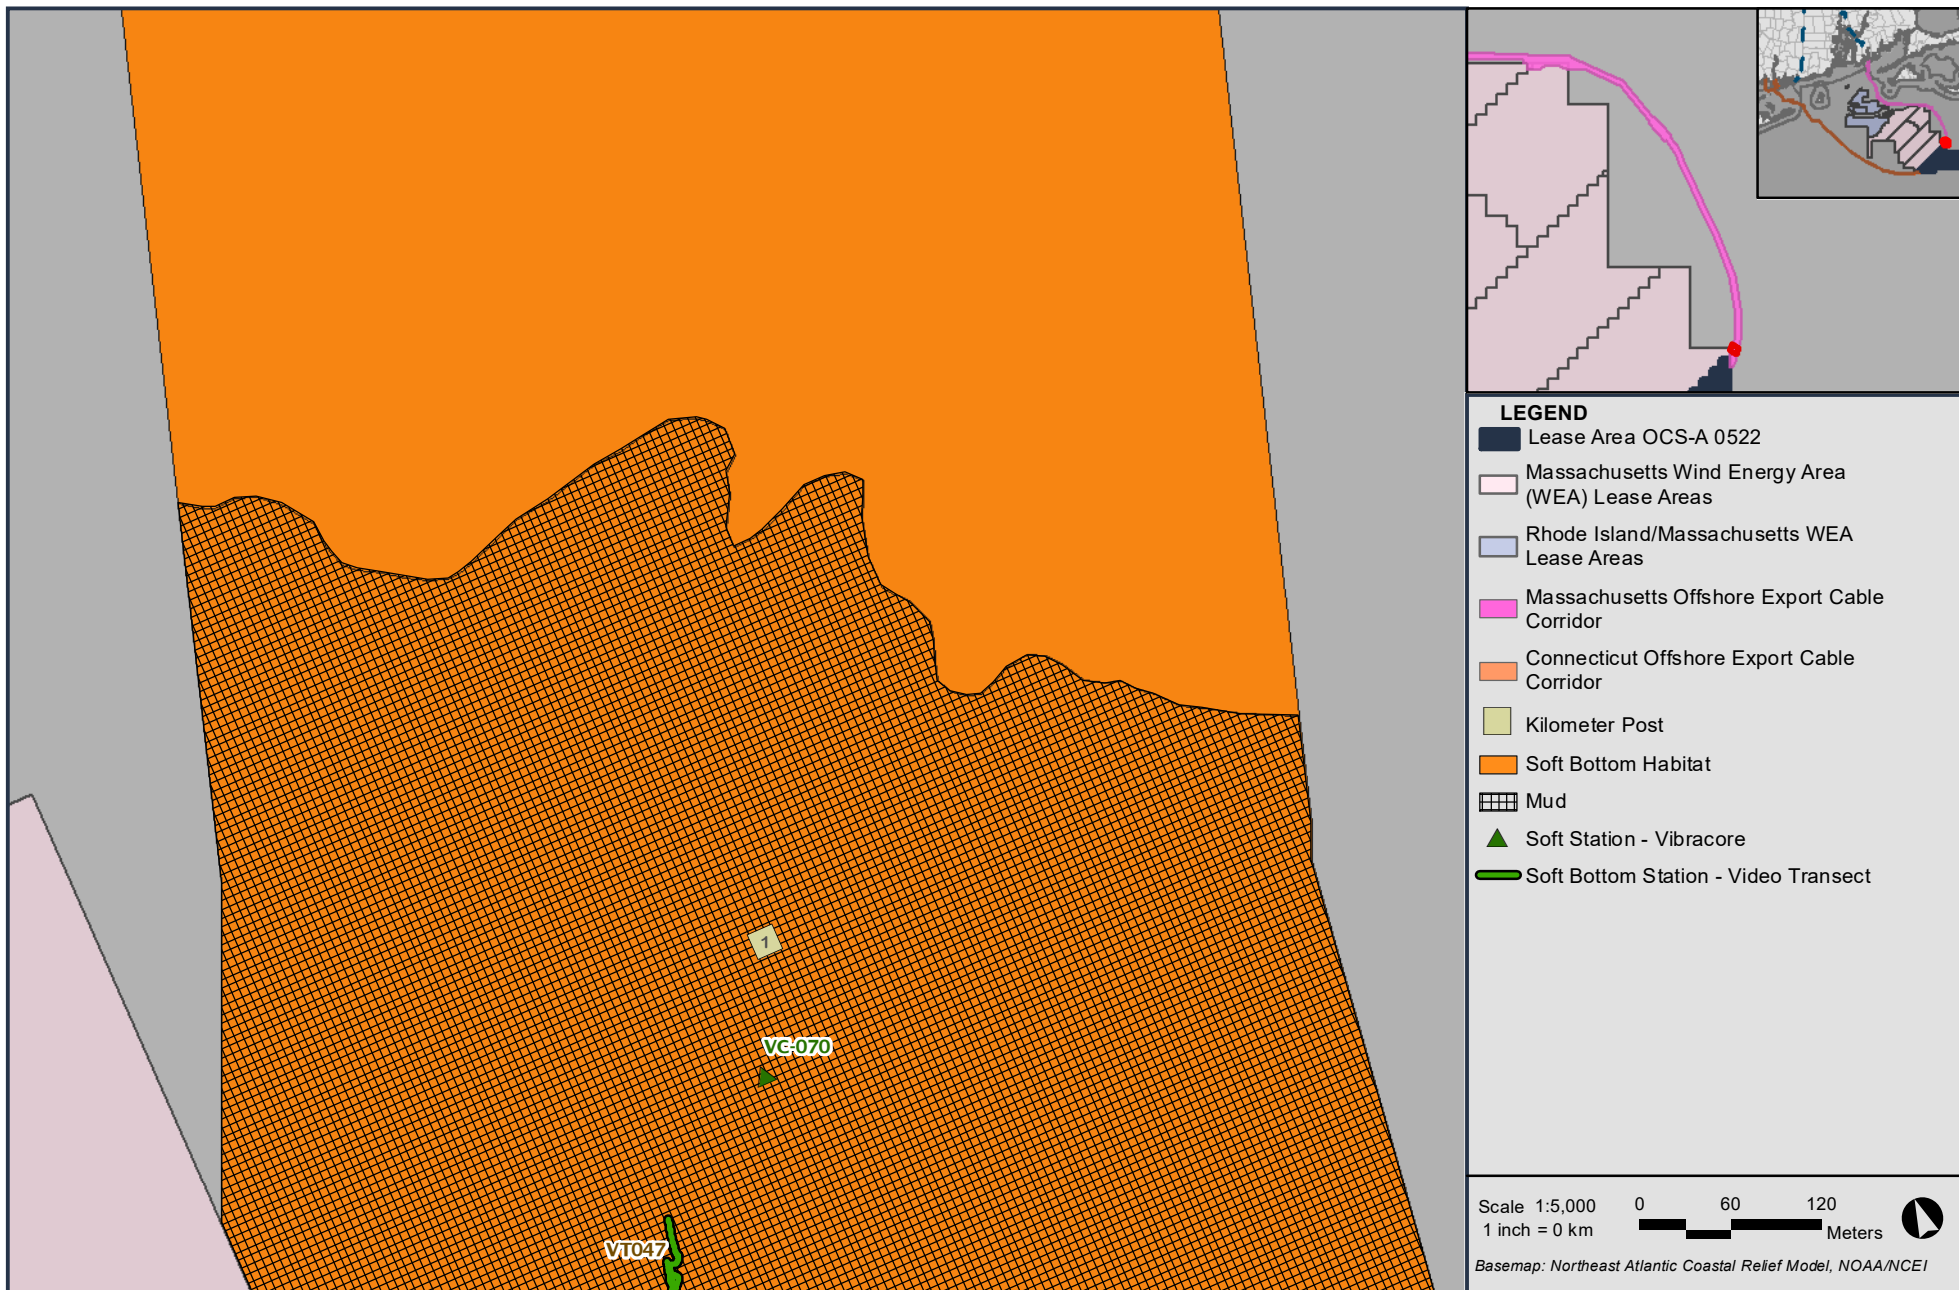 1
VC-070
VT047
LEGEND
Lease Area OCS-A 0522
Massachusetts Wind Energy Area
(WEA) Lease Areas
Rhode Island/Massachusetts WEA
Lease Areas
Massachusetts Offshore Export Cable
Corridor
Connecticut Offshore Export Cable
Corridor
Kilometer Post
Soft Bottom Habitat
Mud
Soft Station - Vibracore
Soft Bottom Station - Video Transect
Scale 1:5,000
1 inch = 0 km
0 60 120
Meters
Basemap: Northeast Atlantic Coastal Relief Model, NOAA/NCEI